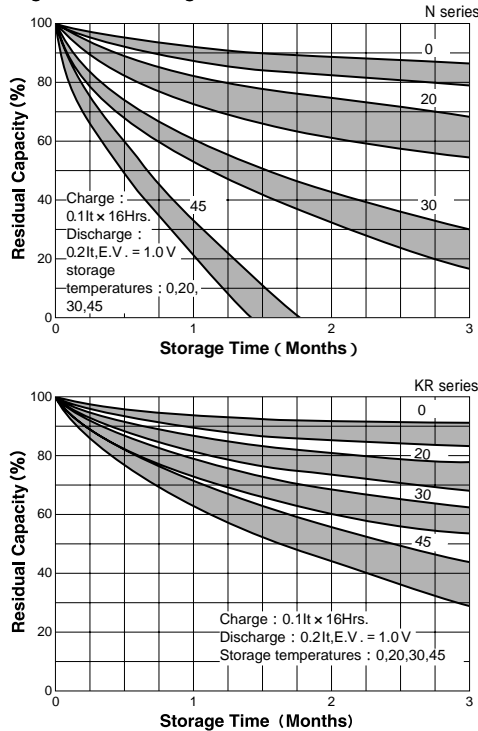 N series
100
80
60
40
20
0
Residual Capacity (%)
0
20
30
45
Charge :
0.1It × 16Hrs.
Discharge :
0.2It,E.V. = 1.0 V
storage
temperatures : 0,20,
30,45
0
1
2
3
Storage Time ( Months )
KR series
100
80
60
40
20
0
Residual Capacity (%)
0
20
30
45
Charge : 0.1It × 16Hrs.
Discharge : 0.2It,E.V. = 1.0 V
Storage temperatures : 0,20,30,45
0
1
2
3
Storage Time (Months)